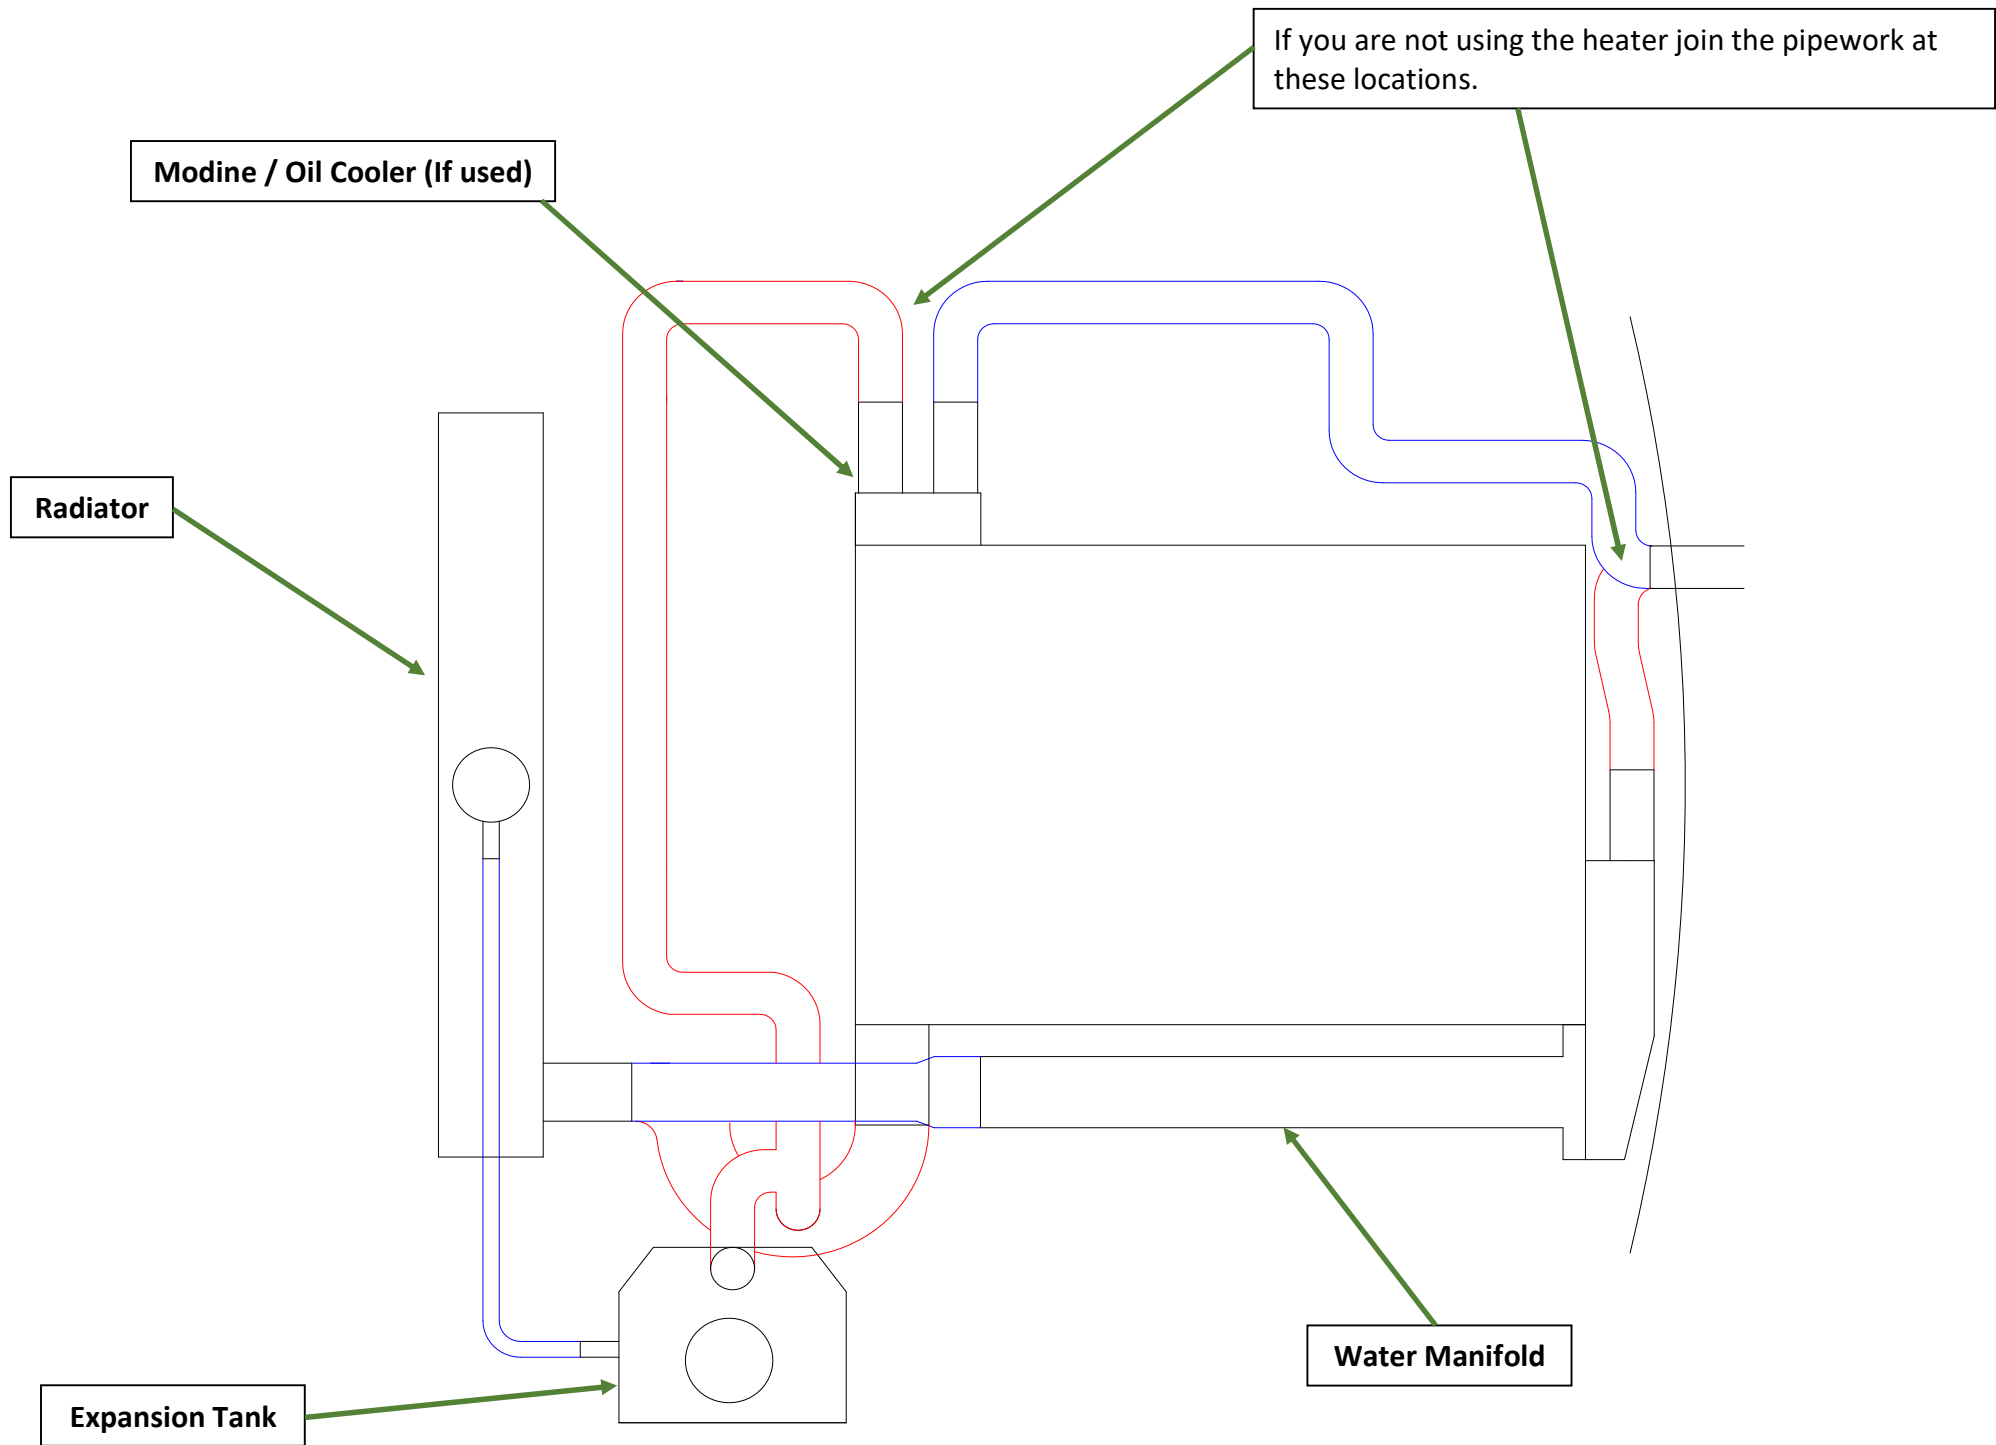 If you are not using the heater join the pipework at
these locations.
Modine / Oil Cooler (If used)
Radiator
Water Manifold
Expansion Tank